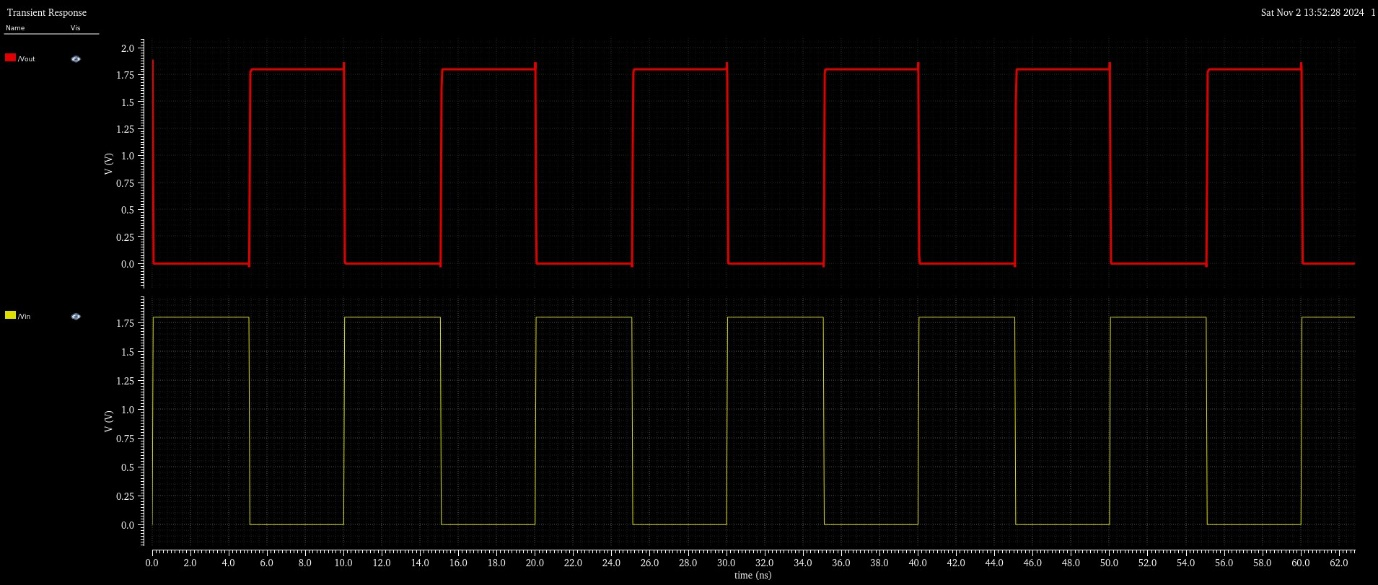 Transient Response
Sat Nov 2 13:52:28 2024 1
Name Vis
/Vout
2.0
1.75
1.5
1.25
1.0
0.75
0.5
0.25
0.0
V (V)
/Vin
1.75
1.5
1.25
1.0
0.75
0.5
0.25
0.0
V (V)
0.0 2.0 4.0 6.0 8.0 10.0 12.0 14.0 16.0 18.0 20.0 22.0 24.0 26.0 28.0 30.0 32.0 34.0 36.0 38.0 40.0 42.0 44.0 46.0 48.0 50.0 52.0 54.0 56.0 58.0 60.0 62.0
time (ns)